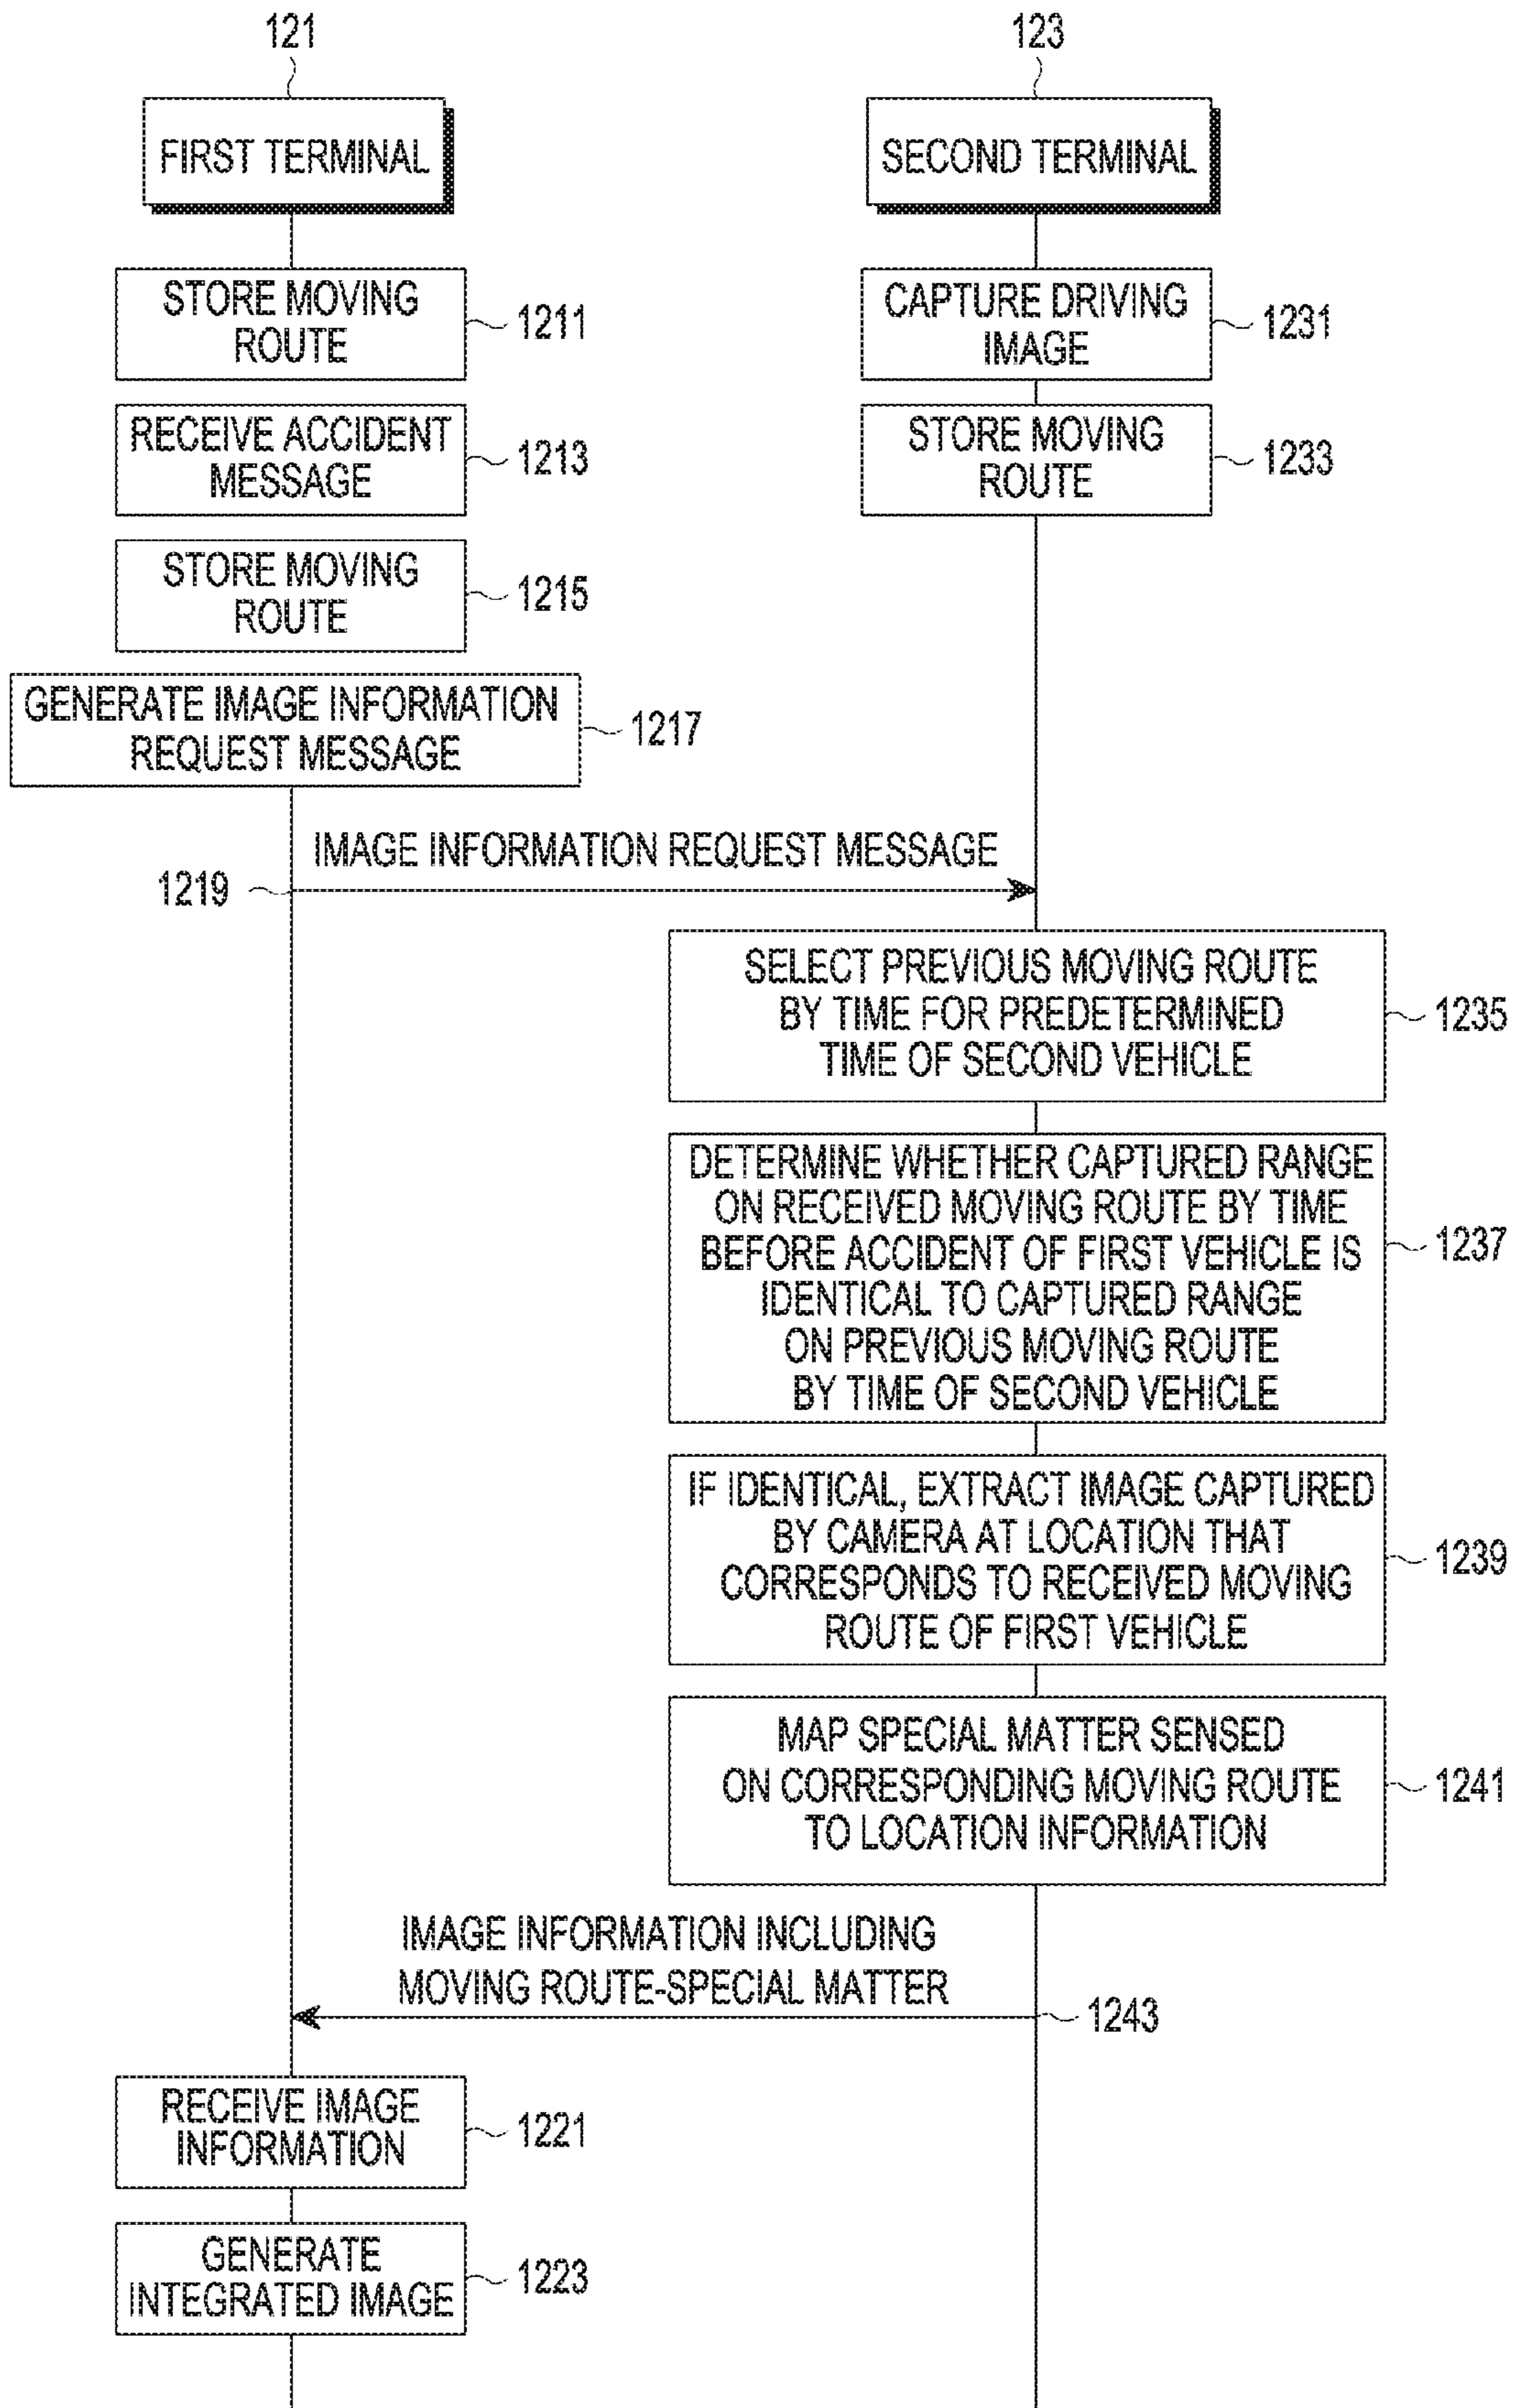 121
123
FIRST TERMINAL
SECOND TERMINAL
STORE MOVING
ROUTE
1211
CAPTURE DRIVING
IMAGE
1231
RECEIVE ACCIDENT
MESSAGE
1213
STORE MOVING
ROUTE
1233
STORE MOVING
ROUTE
1215
GENERATE IMAGE INFORMATION
REQUEST MESSAGE
1217
IMAGE INFORMATION REQUEST MESSAGE
1219
SELECT PREVIOUS MOVING ROUTE
BY TIME FOR PREDETERMINED
TIME OF SECOND VEHICLE
1235
DETERMINE WHETHER CAPTURED RANGE
ON RECEIVED MOVING ROUTE BY TIME
BEFORE ACCIDENT OF FIRST VEHICLE IS
IDENTICAL TO CAPTURED RANGE
ON PREVIOUS MOVING ROUTE
BY TIME OF SECOND VEHICLE
1237
IF IDENTICAL, EXTRACT IMAGE CAPTURED
BY CAMERA AT LOCATION THAT
CORRESPONDS TO RECEIVED MOVING
ROUTE OF FIRST VEHICLE
1239
MAP SPECIAL MATTER SENSED
ON CORRESPONDING MOVING ROUTE
TO LOCATION INFORMATION
1241
IMAGE INFORMATION INCLUDING
MOVING ROUTE-SPECIAL MATTER
1243
RECEIVE IMAGE
INFORMATION
1221
GENERATE
INTEGRATED IMAGE
1223